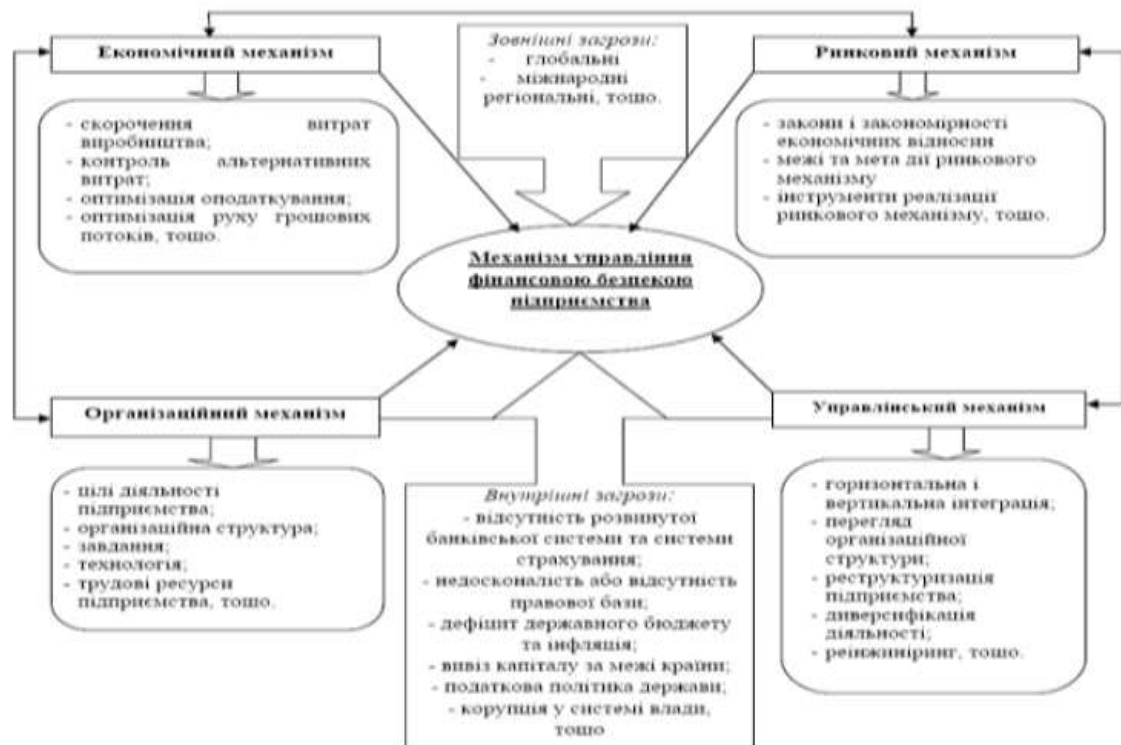 Економічний механізм
Зовнішні загрози:
- глобальні
- міжнародні
регіональні, тощо.
Ринковий механізм
- скорочення витрат
виробництва;
- контроль альтернативних
витрат;
- оптимізація оподаткування;
- оптимізація руху грошових
потоків, тощо.
- закони і закономірності
економічних відносин
- межі та мета дії ринкового
механізму
- інструменти реалізації
ринкового механізму, тощо.
Механізм управління
фінансовою безпекою
підприємства
Організаційний механізм
Управлінський механізм
- цілі діяльності
підприємства;
- організаційна структура;
- завдання;
- технологія;
- трудові ресурси
підприємства, тощо.
Внутрішні загрози:
- відсутність розвинутої
банківської системи та системи
страхування;
- недосконалість або відсутність
правової бази;
- дефіцит державного бюджету
та інфляція;
- вивіз капіталу за межі країни;
- податкова політика держави;
- корупція у системі влади,
тощо
- горизонтальна і
вертикальна інтеграція;
- перегляд
організаційної
структури;
- реструктуризація
підприємства;
- диверсифікація
діяльності;
- реінжиніринг, тощо.